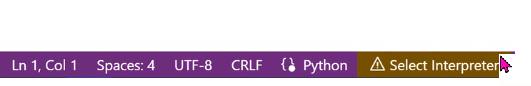 Ln 1, Col 1 Spaces: 4 UTF-8 CRLF Python Select Interpreter